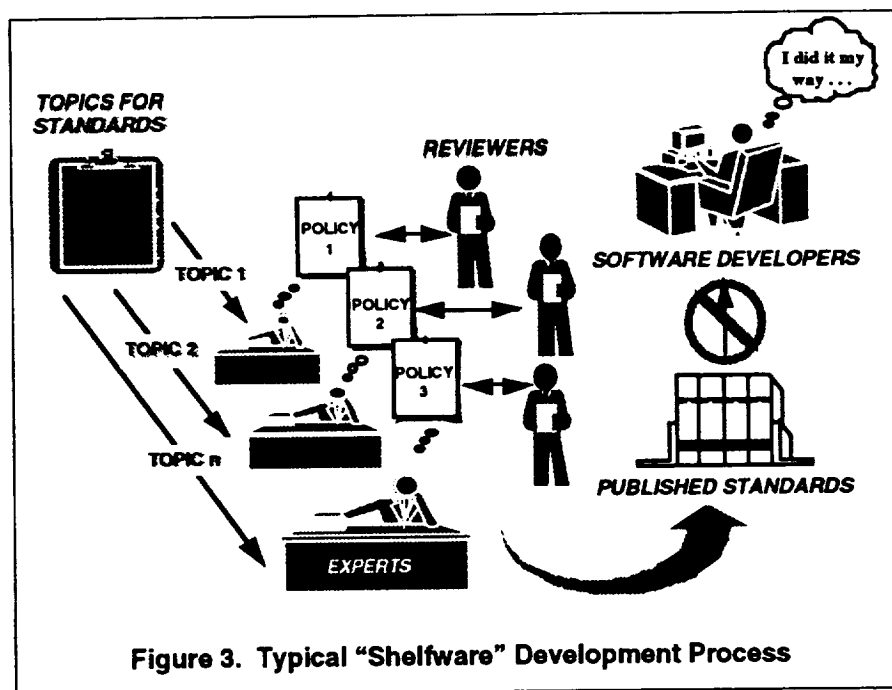 I did it my
way . . .
TOPICS FOR
STANDARDS
REVIEWERS
POLICY
1
TOPIC 1
SOFTWARE DEVELOPERS
POLICY
2
TOPIC 2
POLICY
3
TOPIC n
PUBLISHED STANDARDS
EXPERTS
Figure 3. Typical "Shelfware" Development Process